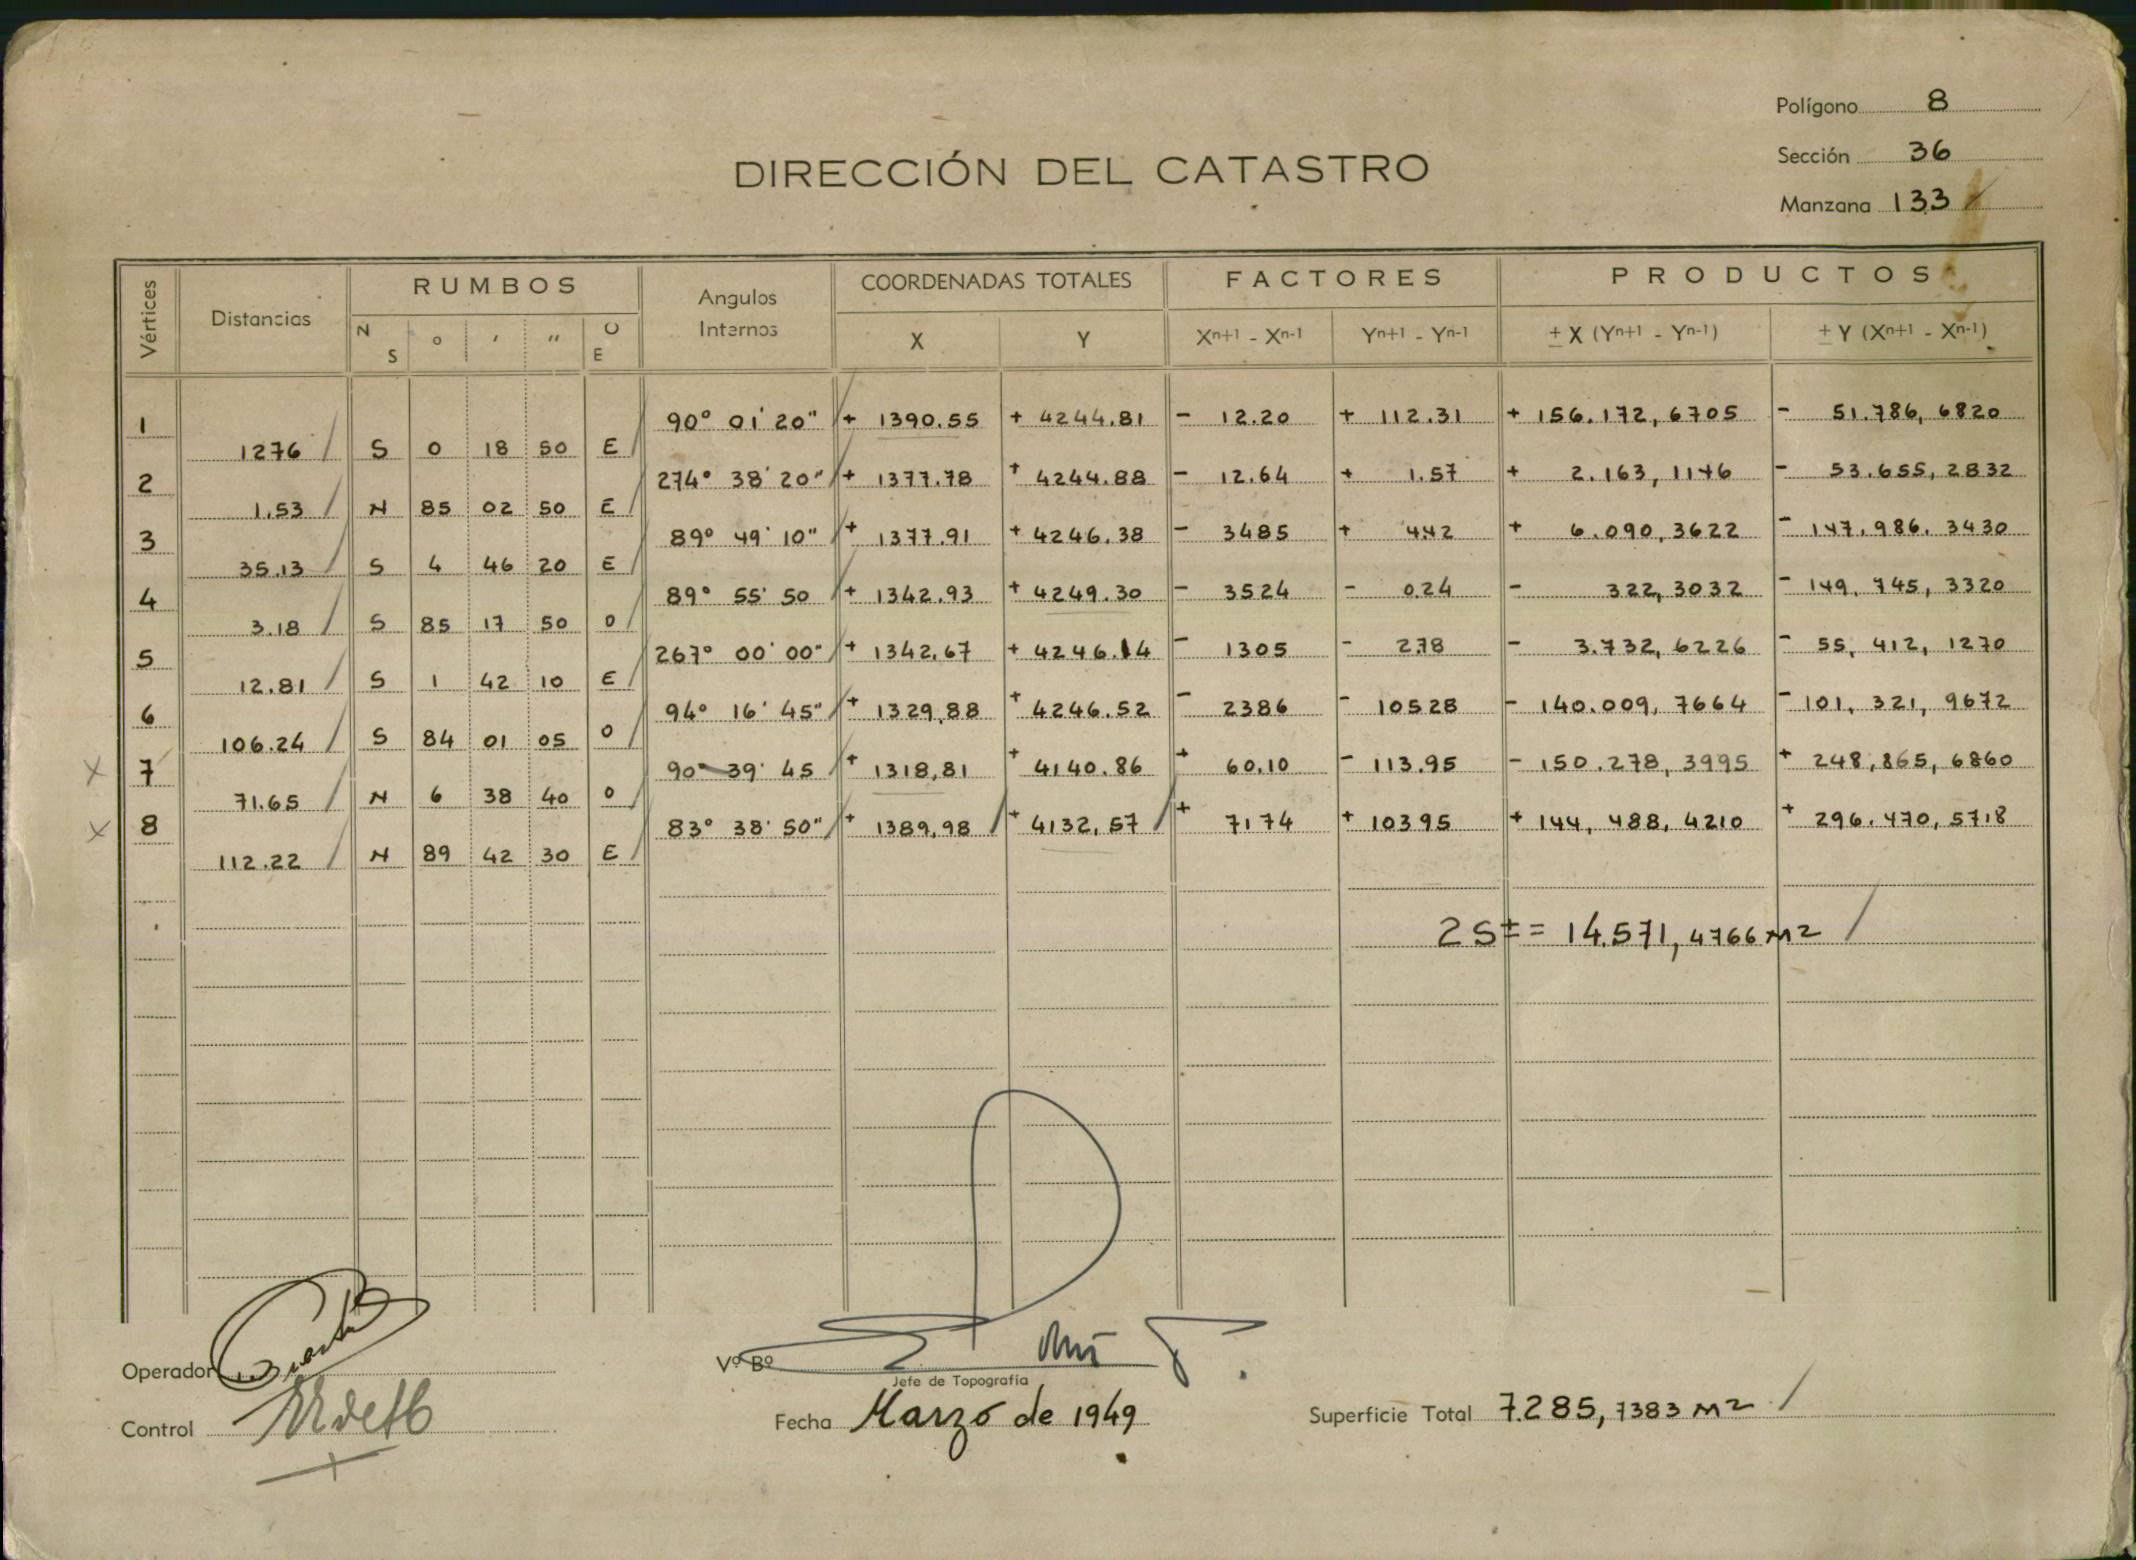 Polígono 8
Sección 36
Manzana 133
DIRECCIÓN DEL CATASTRO
Vértices Distancias RUMBOS Angulos Internos COORDENADAS TOTALES FACTORES PRODUCTOS
N S ° ' " O E X Y Xn+1 - Xn-1 Yn+1 - Yn-1 ± X (Yn+1 - Yn-1) ± Y (Xn+1 - Xn-1)
1 90° 01' 20" + 1390.55 + 4244.81 - 12.20 + 112.31 + 156.172,6705 - 51.786,6820
1276 S 0 18 50 E
2 274° 38' 20" + 1377.78 + 4244.88 - 12.64 + 1.57 + 2.163,1146 - 53.655,2832
1.53 N 85 02 50 E
3 89° 49' 10" + 1377.91 + 4246.38 - 3485 + 442 + 6.090,3622 - 147.986.3430
35.13 S 4 46 20 E
4 89° 55' 50 + 1342.93 + 4249.30 - 3524 - 024 - 322,3032 - 149.745,3320
3.18 S 85 17 50 O
5 267° 00' 00" + 1342,67 + 4246.14 - 1305 - 278 - 3.732,6226 - 55,412,1270
12.81 S 1 42 10 E
6 94° 16' 45" + 1329,88 + 4246.52 - 2386 - 10528 - 140.009,7664 - 101,321,9672
106.24 S 84 01 05 O
x 7 90° 39' 45 + 1318,81 + 4140.86 + 60.10 - 113.95 - 150.278,3995 + 248,865,6860
71.65 N 6 38 40 O
x 8 83° 38' 50" + 1389,98 + 4132,57 + 7174 + 10395 + 144,488,4210 + 296.470,5718
112.22 N 89 42 30 E
2S± = 14.571,4766 M2
Operador
Vº Bº
Jefe de Topografía
Control
Fecha Marzo de 1949
Superficie Total 7.285,7383 M2